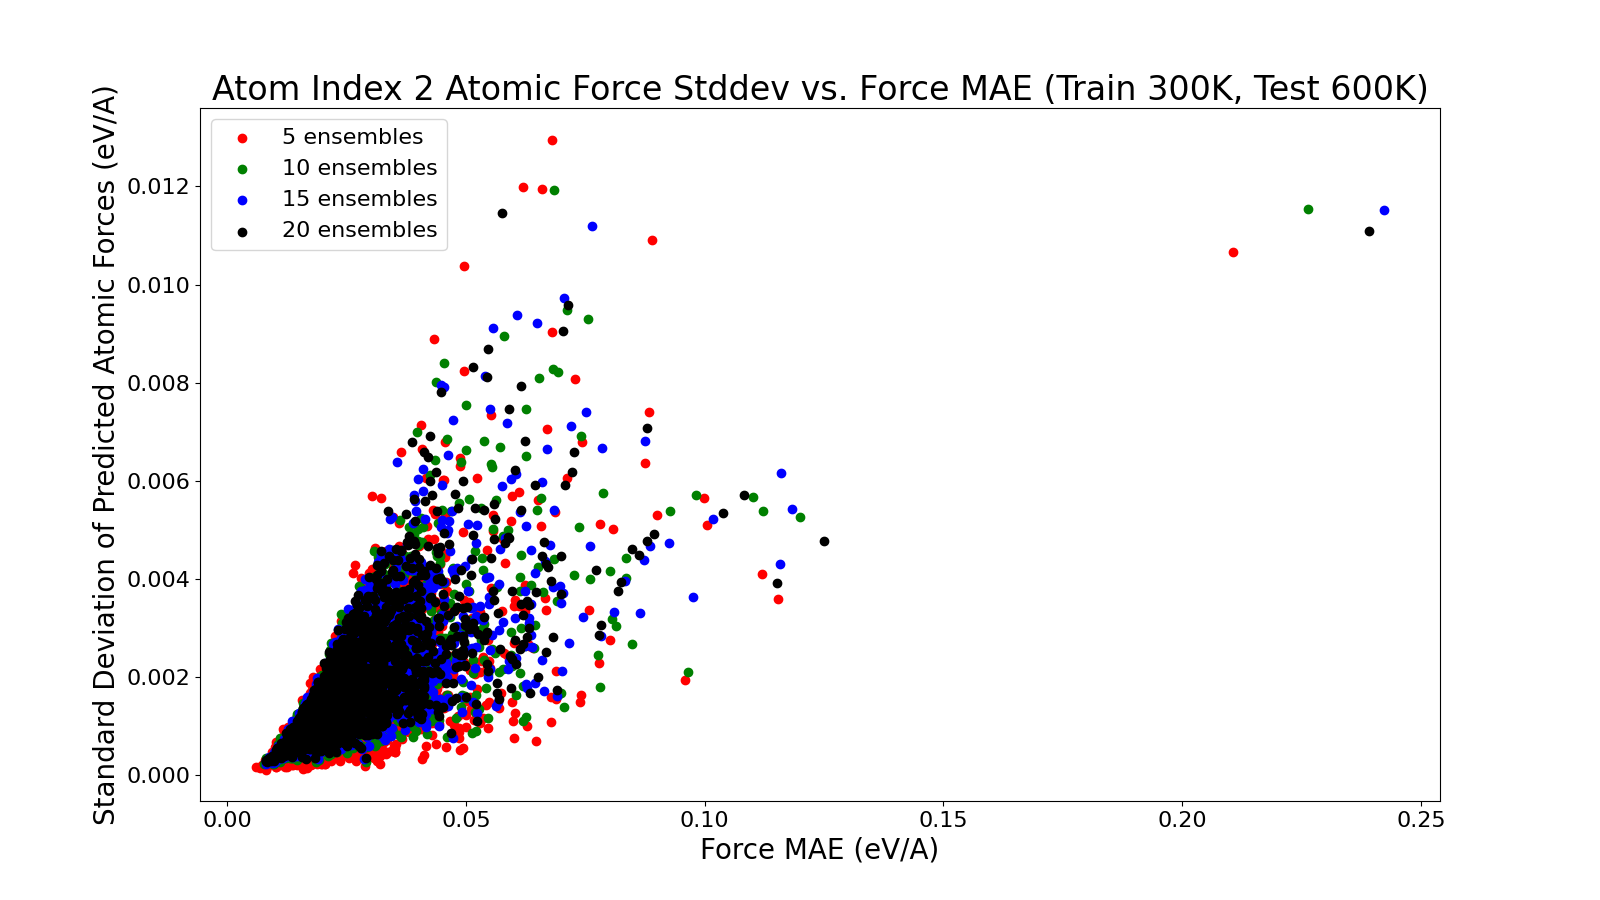 Atom Index 2 Atomic Force Stddev vs. Force MAE (Train 300K, Test 600K)
5 ensembles
10 ensembles
15 ensembles
20 ensembles
Standard Deviation of Predicted Atomic Forces (eV/A)
0.012
0.010
0.008
0.006
0.004
0.002
0.000
0.00 0.05 0.10 0.15 0.20 0.25
Force MAE (eV/A)